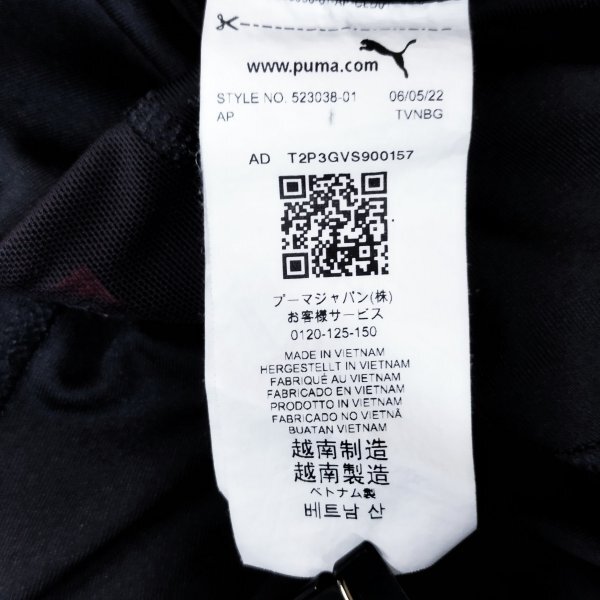 www.puma.com
STYLE NO. 523038-01 06/05/22
AP TVNBG
AD T2P3GVS900157
プーマジャパン(株)
お客様サービス
0120-125-150
MADE IN VIETNAM
HERGESTELLT IN VIETNAM
FABRIQUÉ AU VIETNAM
FABRICADO EN VIETNAM
PRODOTTO IN VIETNAM
FABRICADO NO VIETNÃ
BUATAN VIETNAM
越南制造
越南製造
ベトナム製
베트남 산